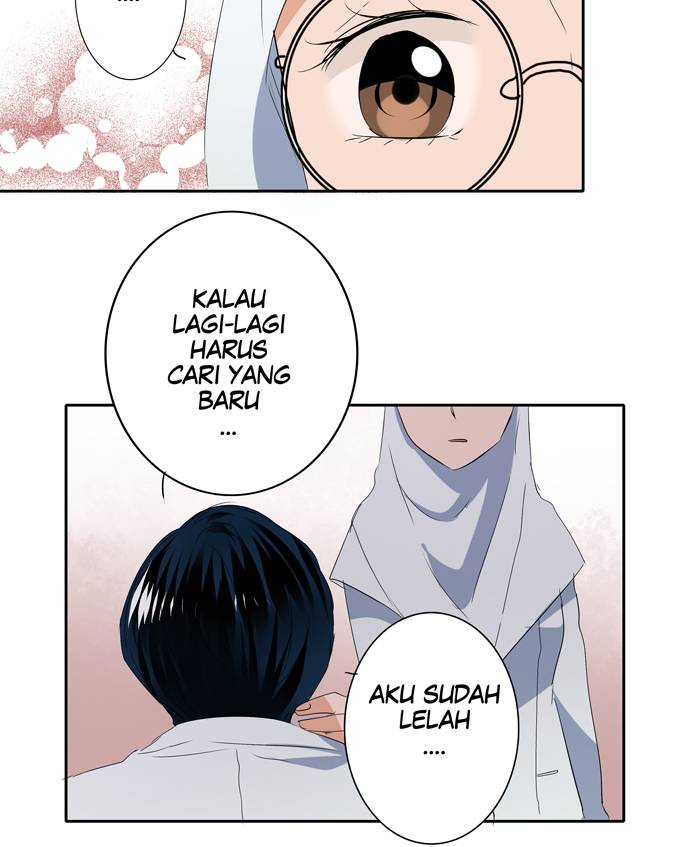 ....
KALAU
LAGI-LAGI
HARUS
CARI YANG
BARU
...
AKU SUDAH
LELAH
....